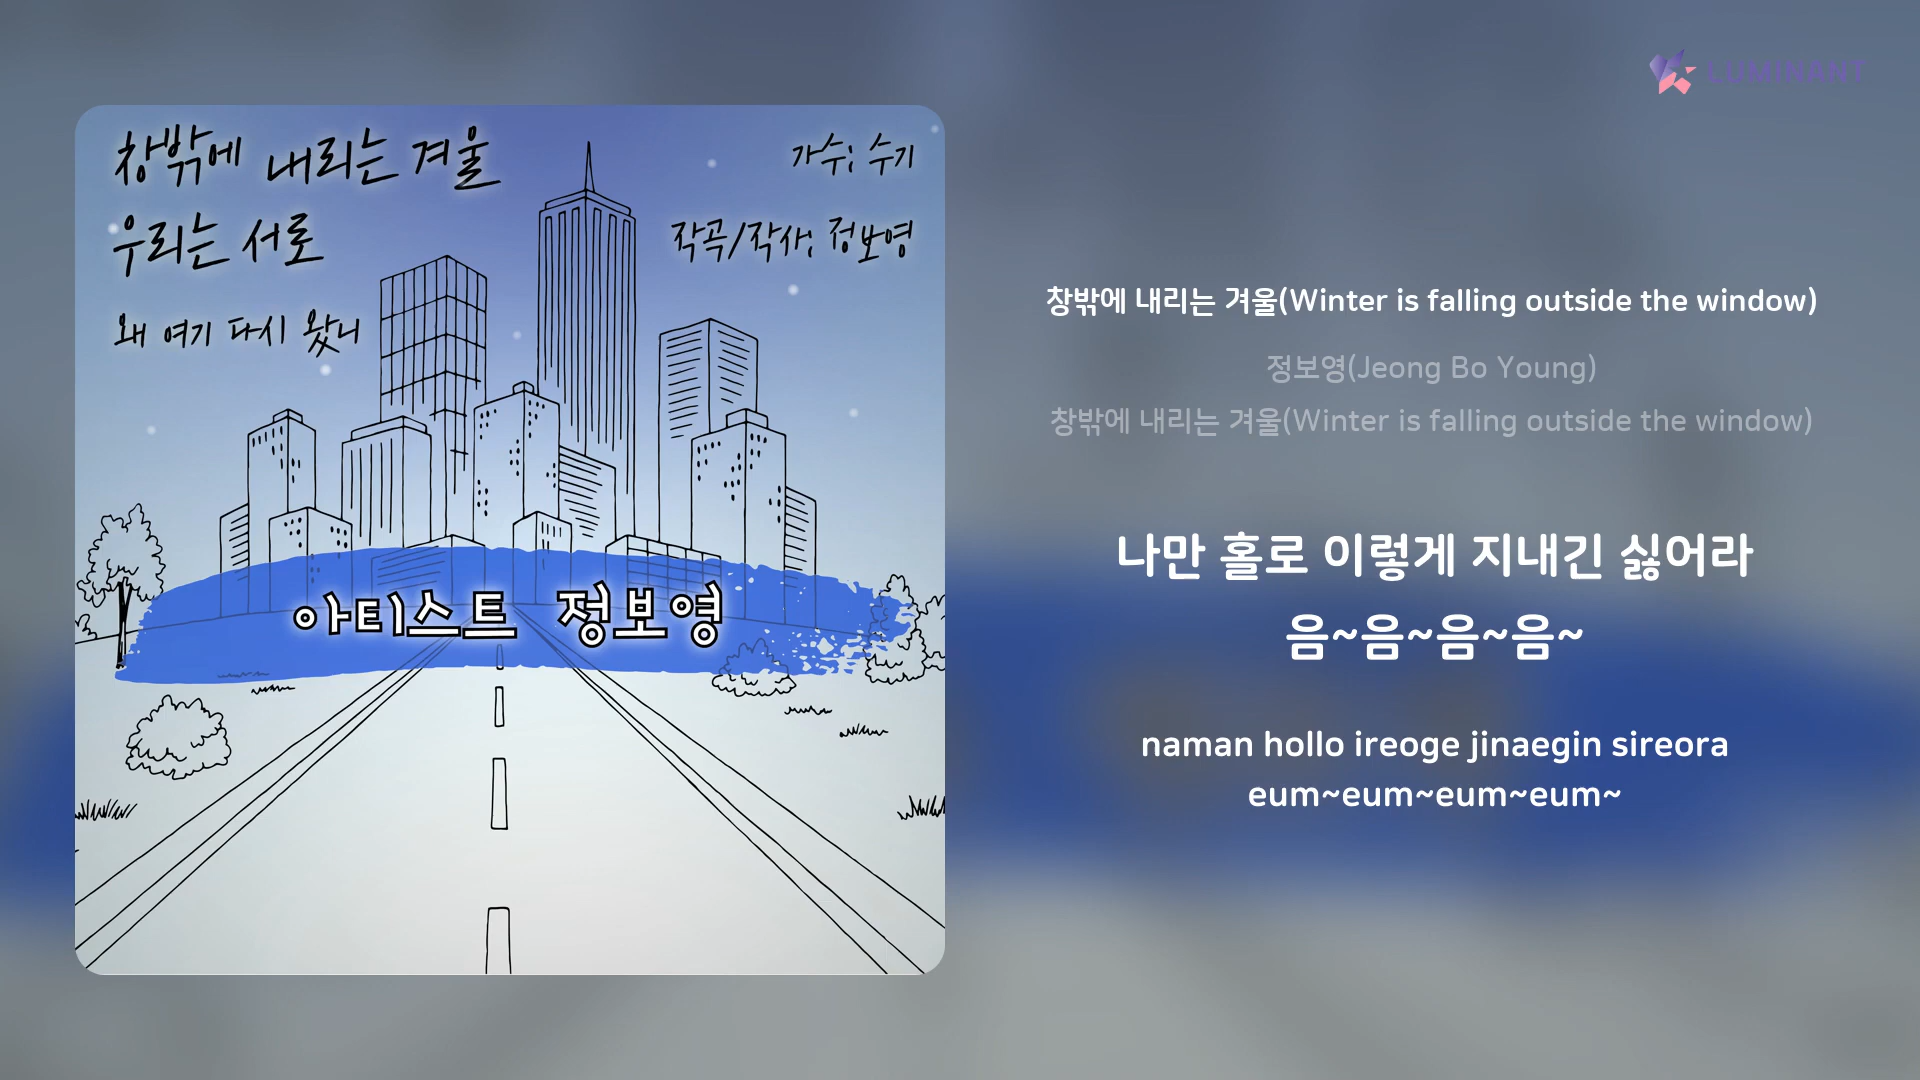 창밖에 내리는 겨울
우리는 서로
왜 여기 다시 왔니
가수: 수기
작곡/작사: 정보영
아티스트 정보영
LUMINANT
창밖에 내리는 겨울(Winter is falling outside the window)
정보영(Jeong Bo Young)
창밖에 내리는 겨울(Winter is falling outside the window)
나만 홀로 이렇게 지내긴 싫어라
음~음~음~음~
naman hollo ireoge jinaegin sireora
eum~eum~eum~eum~